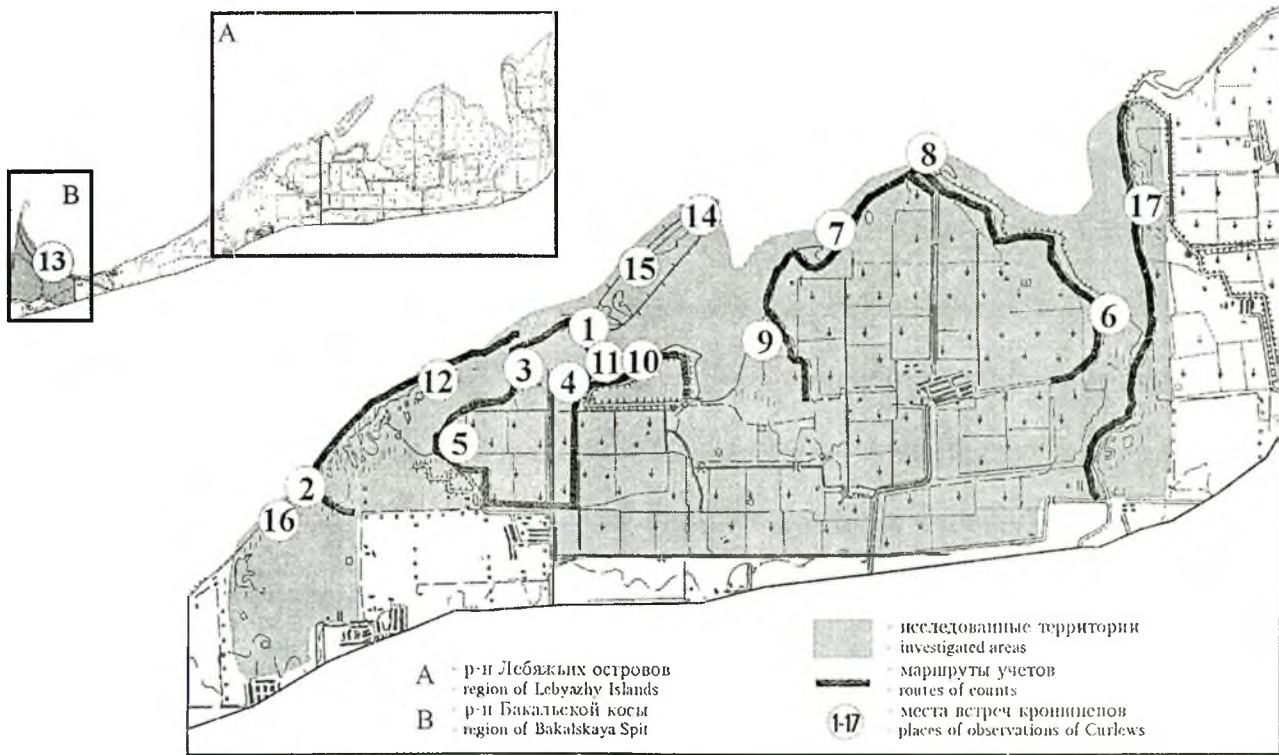 A
B
13
8
17
14
7
15
6
1
9
3
11
10
12
4
5
2
16
исследованные территории
investigated areas
маршруты учетов
routes of counts
1-17
места встреч кроншнепов
places of observations of Curlews
A
р-н Лебяжьих островов
region of Lebyazhy Islands
B
р-н Бакальской косы
region of Bakalskaya Spit